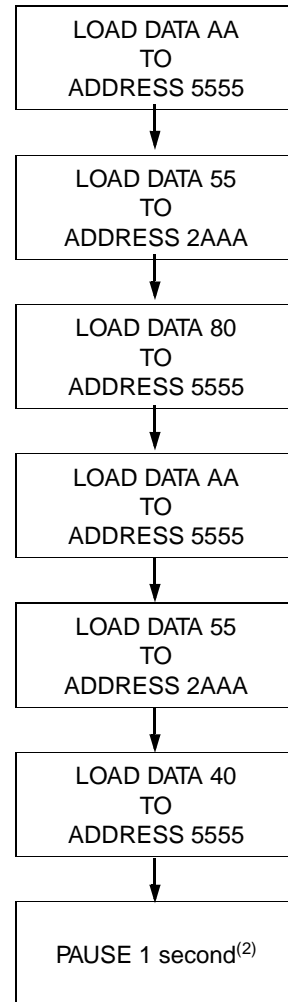 LOAD DATA AA
TO
ADDRESS 5555
LOAD DATA 55
TO
ADDRESS 2AAA
LOAD DATA 80
TO
ADDRESS 5555
LOAD DATA AA
TO
ADDRESS 5555
LOAD DATA 55
TO
ADDRESS 2AAA
LOAD DATA 40
TO
ADDRESS 5555
PAUSE 1 second(2)